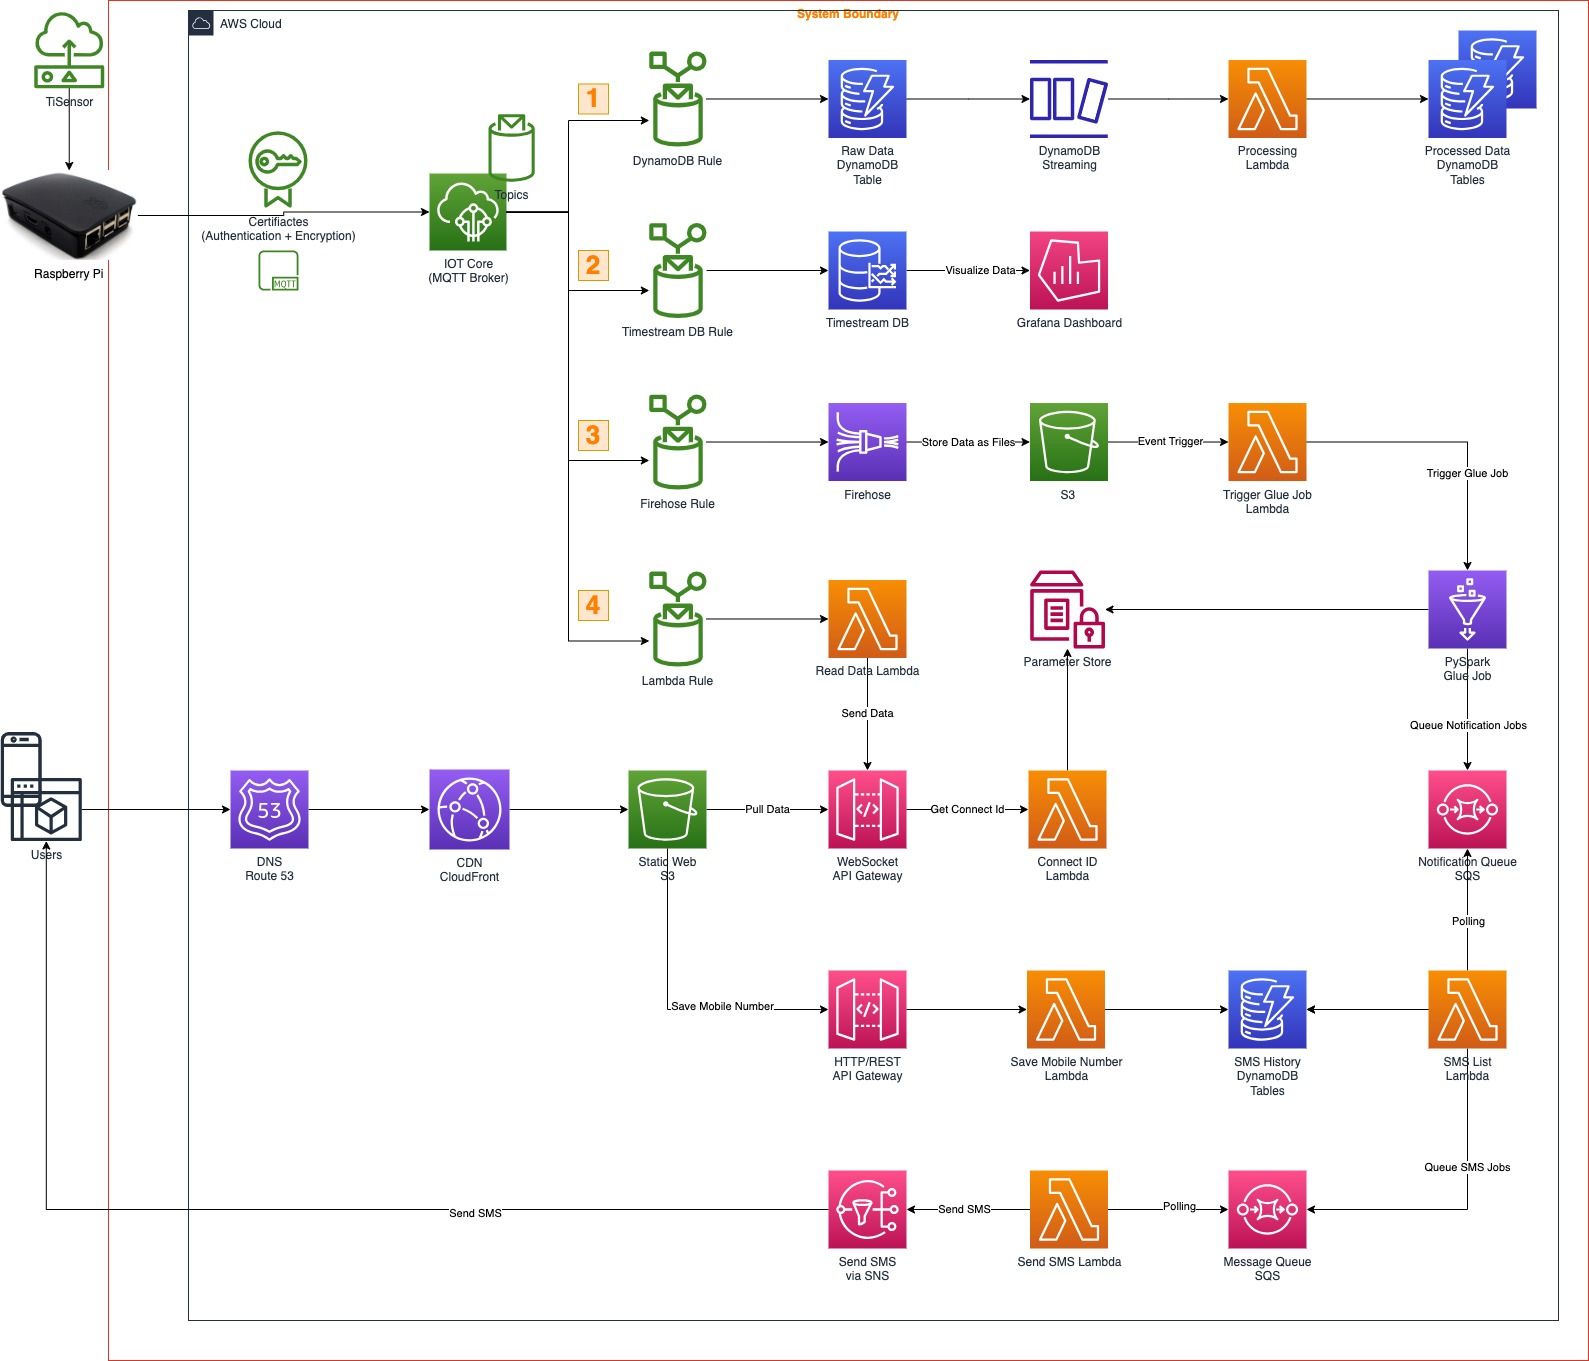 System Boundary
AWS Cloud
TiSensor
Raspberry Pi
Certifiactes
(Authentication + Encryption)
MQTT
Topics
IOT Core
(MQTT Broker)
1
DynamoDB Rule
Raw Data
DynamoDB
Table
DynamoDB
Streaming
Processing
Lambda
Processed Data
DynamoDB
Tables
2
Timestream DB Rule
Timestream DB
Visualize Data
Grafana Dashboard
3
Firehose Rule
Firehose
Store Data as Files
S3
Event Trigger
Trigger Glue Job
Lambda
Trigger Glue Job
4
Lambda Rule
Read Data Lambda
Send Data
Parameter Store
PySpark
Glue Job
Queue Notification Jobs
Users
53
DNS
Route 53
CDN
CloudFront
Static Web
S3
Pull Data
WebSocket
API Gateway
Get Connect Id
Connect ID
Lambda
Notification Queue
SQS
Polling
Save Mobile Number
HTTP/REST
API Gateway
Save Mobile Number
Lambda
SMS History
DynamoDB
Tables
SMS List
Lambda
Queue SMS Jobs
Send SMS
Send SMS
via SNS
Send SMS
Send SMS Lambda
Polling
Message Queue
SQS